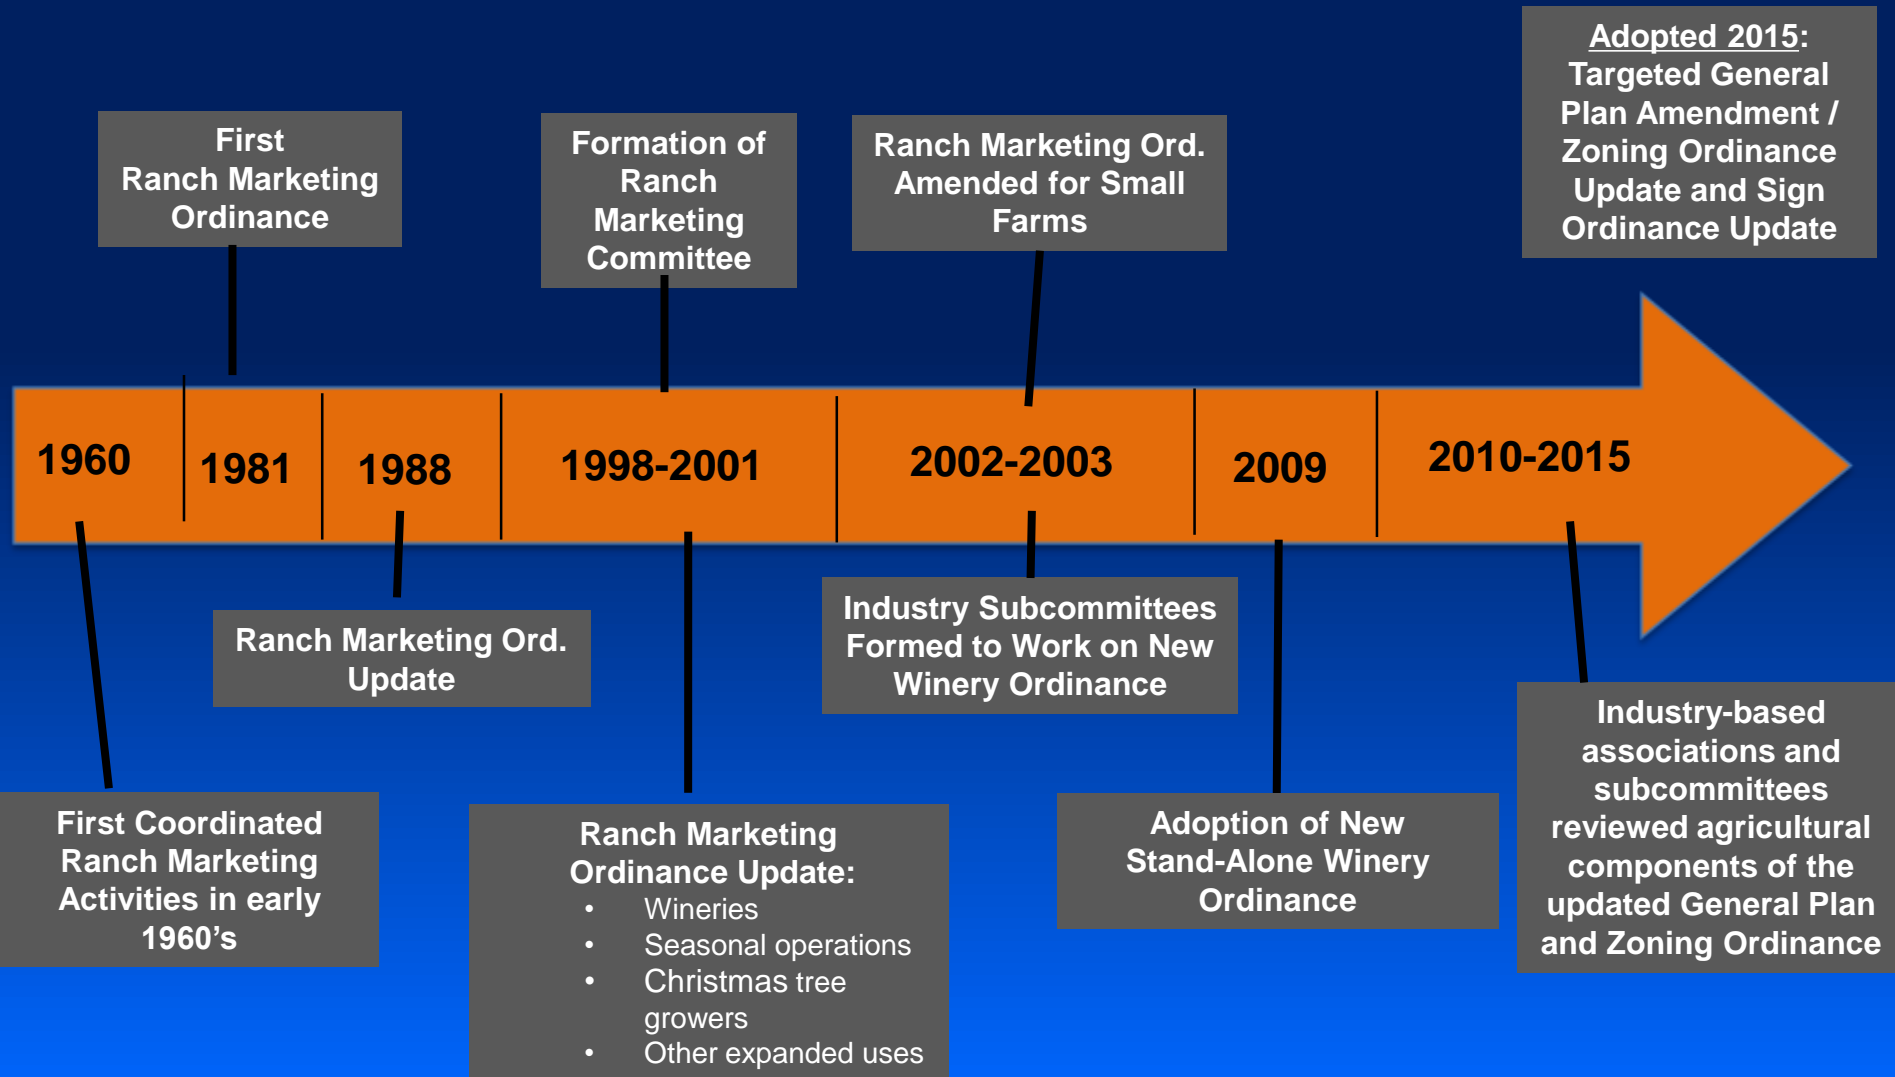 Adopted 2015:
Targeted General
Plan Amendment /
Zoning Ordinance
Update and Sign
Ordinance Update
First
Ranch Marketing
Ordinance
Formation of
Ranch
Marketing
Committee
Ranch Marketing Ord.
Amended for Small
Farms
1960
1981
1988
1998-2001
2002-2003
2009
2010-2015
Ranch Marketing Ord.
Update
Industry Subcommittees
Formed to Work on New
Winery Ordinance
First Coordinated
Ranch Marketing
Activities in early
1960’s
Ranch Marketing
Ordinance Update:
• Wineries
• Seasonal operations
• Christmas tree
growers
• Other expanded uses
Adoption of New
Stand-Alone Winery
Ordinance
Industry-based
associations and
subcommittees
reviewed agricultural
components of the
updated General Plan
and Zoning Ordinance